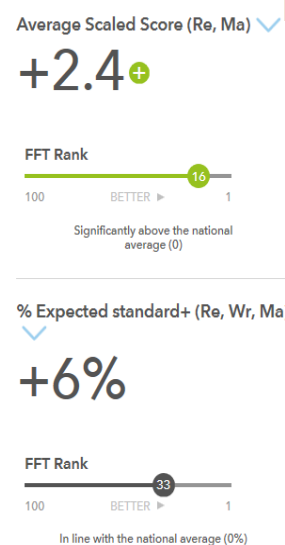 Average Scaled Score (Re, Ma)
+2.4+
FFT Rank
16
100 BETTER ▶ 1
Significantly above the national
average (0)
% Expected standard+ (Re, Wr, Ma
+6%
FFT Rank
33
100 BETTER ▶ 1
In line with the national average (0%)